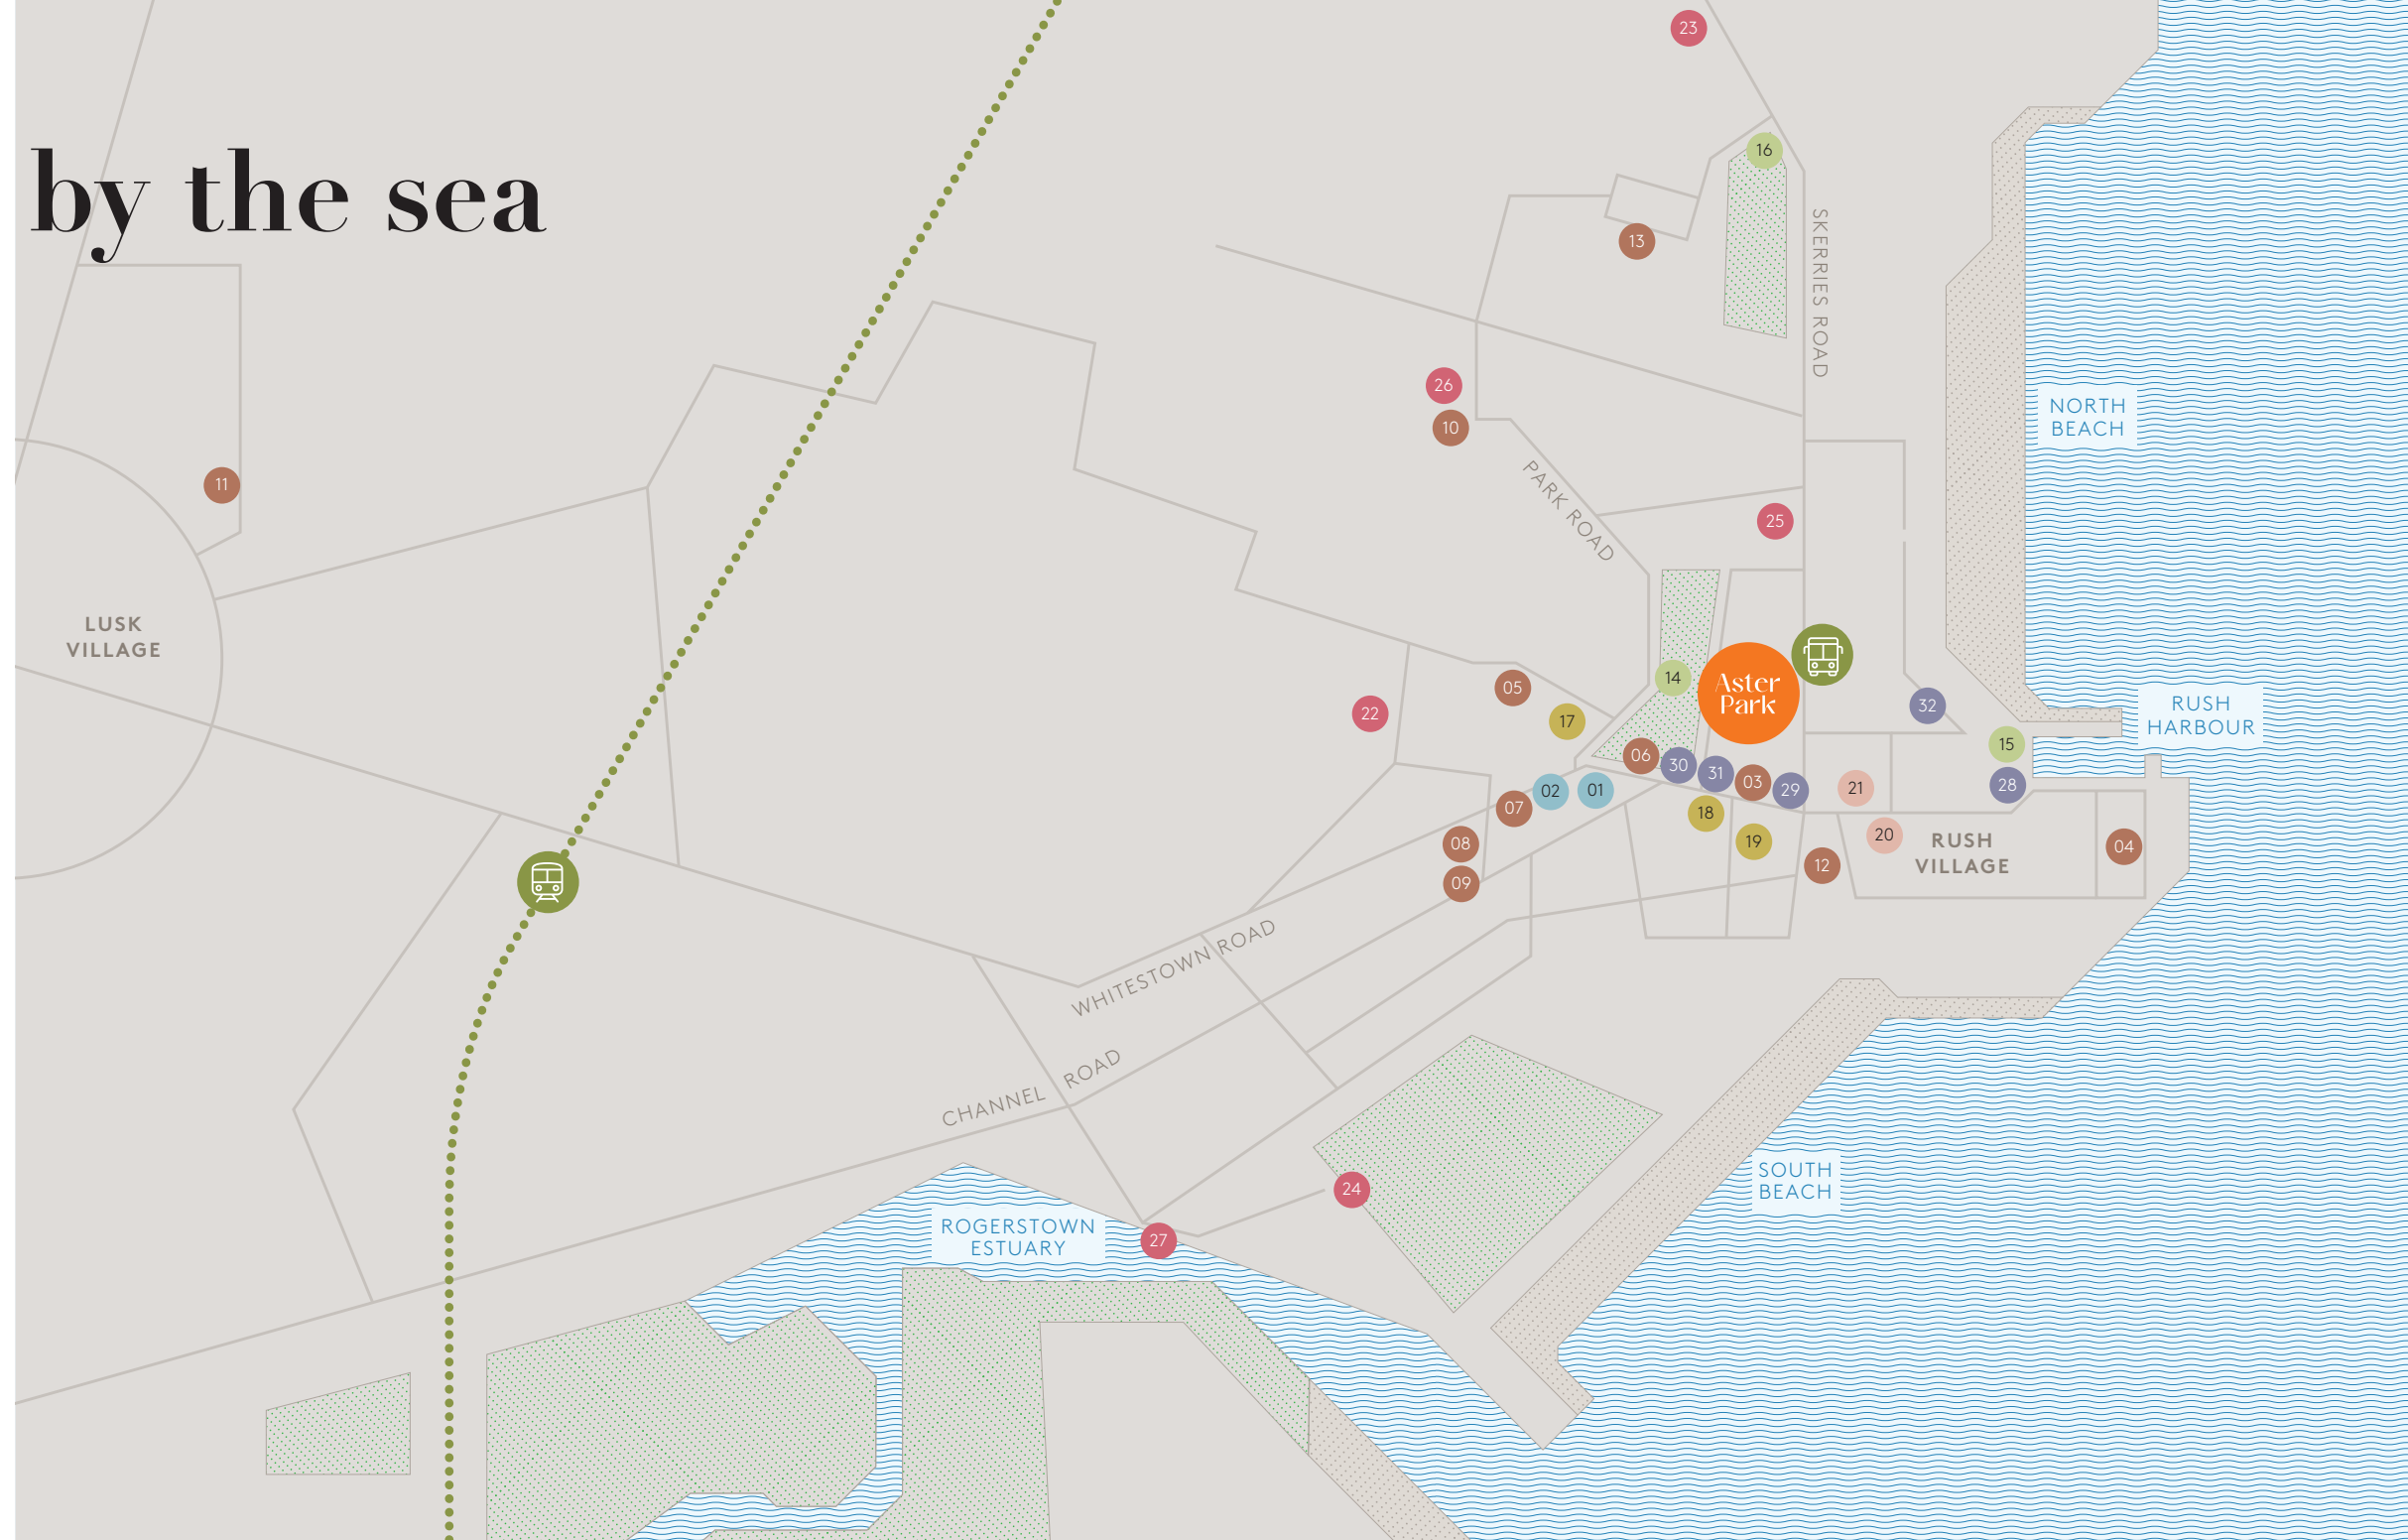 by the sea
23
16
SKERRIES ROAD
13
NORTH
BEACH
26
10
11
PARK ROAD
25
LUSK
VILLAGE
05
14
Aster
Park
22
17
32
RUSH
HARBOUR
15
06
30
31
03
29
21
28
02
01
07
18
08
19
20
RUSH
VILLAGE
04
09
12
WHITESTOWN ROAD
CHANNEL ROAD
SOUTH
BEACH
24
ROGERSTOWN
ESTUARY
27